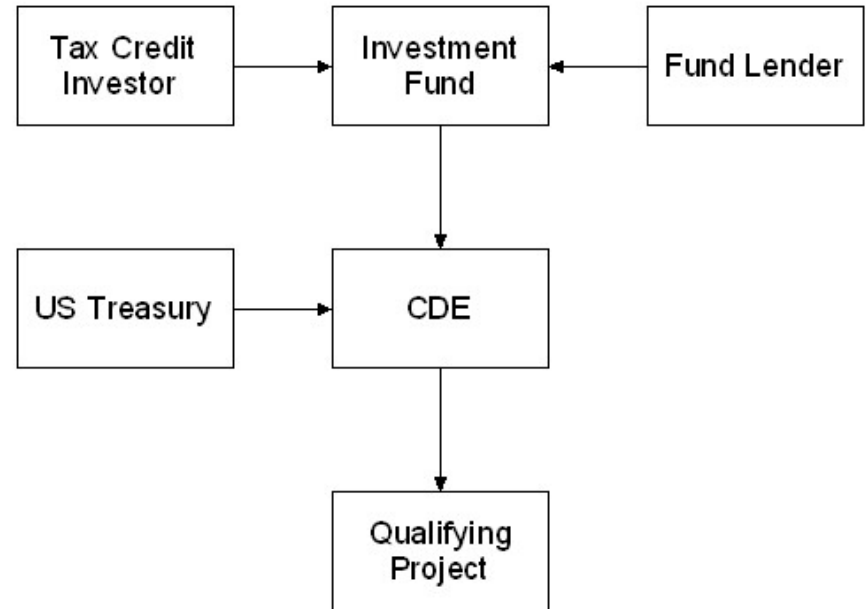 Tax Credit
Investor
Investment
Fund
Fund Lender
US Treasury
CDE
Qualifying
Project